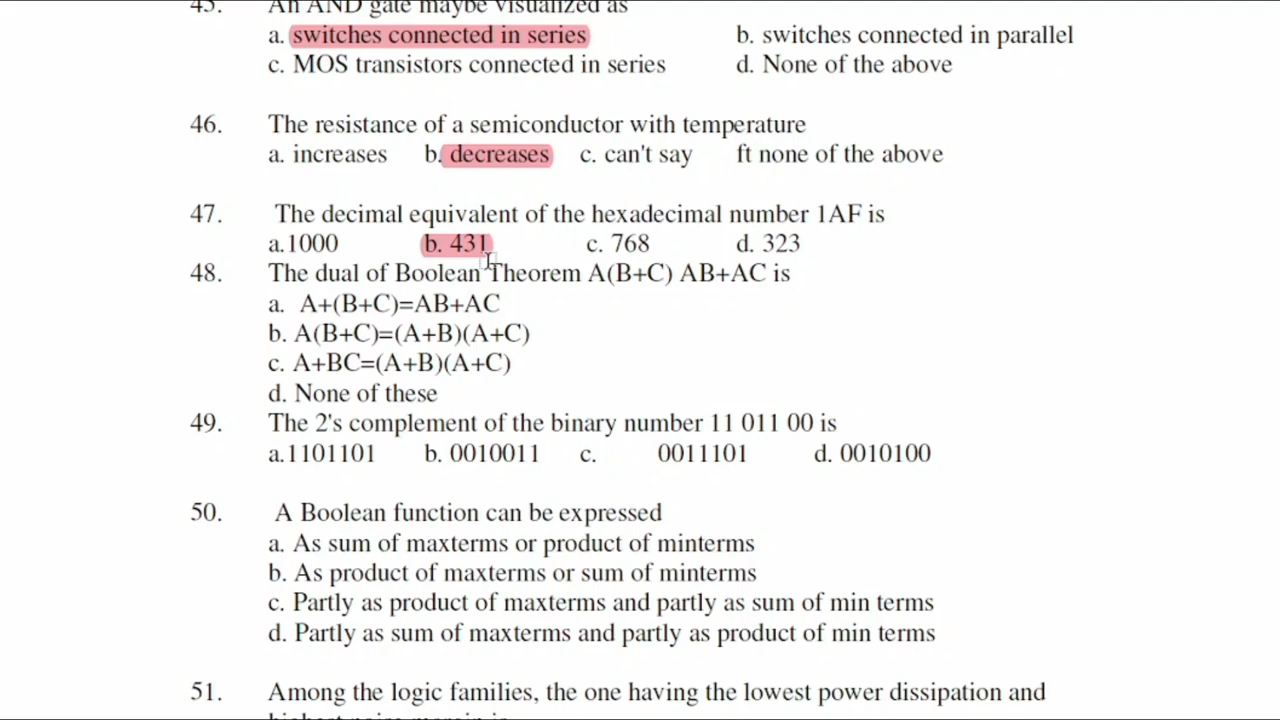 45. An AND gate maybe visualized as
a. switches connected in series b. switches connected in parallel
c. MOS transistors connected in series d. None of the above
46. The resistance of a semiconductor with temperature
a. increases b. decreases c. can't say ft none of the above
47. The decimal equivalent of the hexadecimal number 1AF is
a.1000 b. 431 c. 768 d. 323
48. The dual of Boolean Theorem A(B+C) AB+AC is
a. A+(B+C)=AB+AC
b. A(B+C)=(A+B)(A+C)
c. A+BC=(A+B)(A+C)
d. None of these
49. The 2's complement of the binary number 11 011 00 is
a.1101101 b. 0010011 c. 0011101 d. 0010100
50. A Boolean function can be expressed
a. As sum of maxterms or product of minterms
b. As product of maxterms or sum of minterms
c. Partly as product of maxterms and partly as sum of min terms
d. Partly as sum of maxterms and partly as product of min terms
51. Among the logic families, the one having the lowest power dissipation and